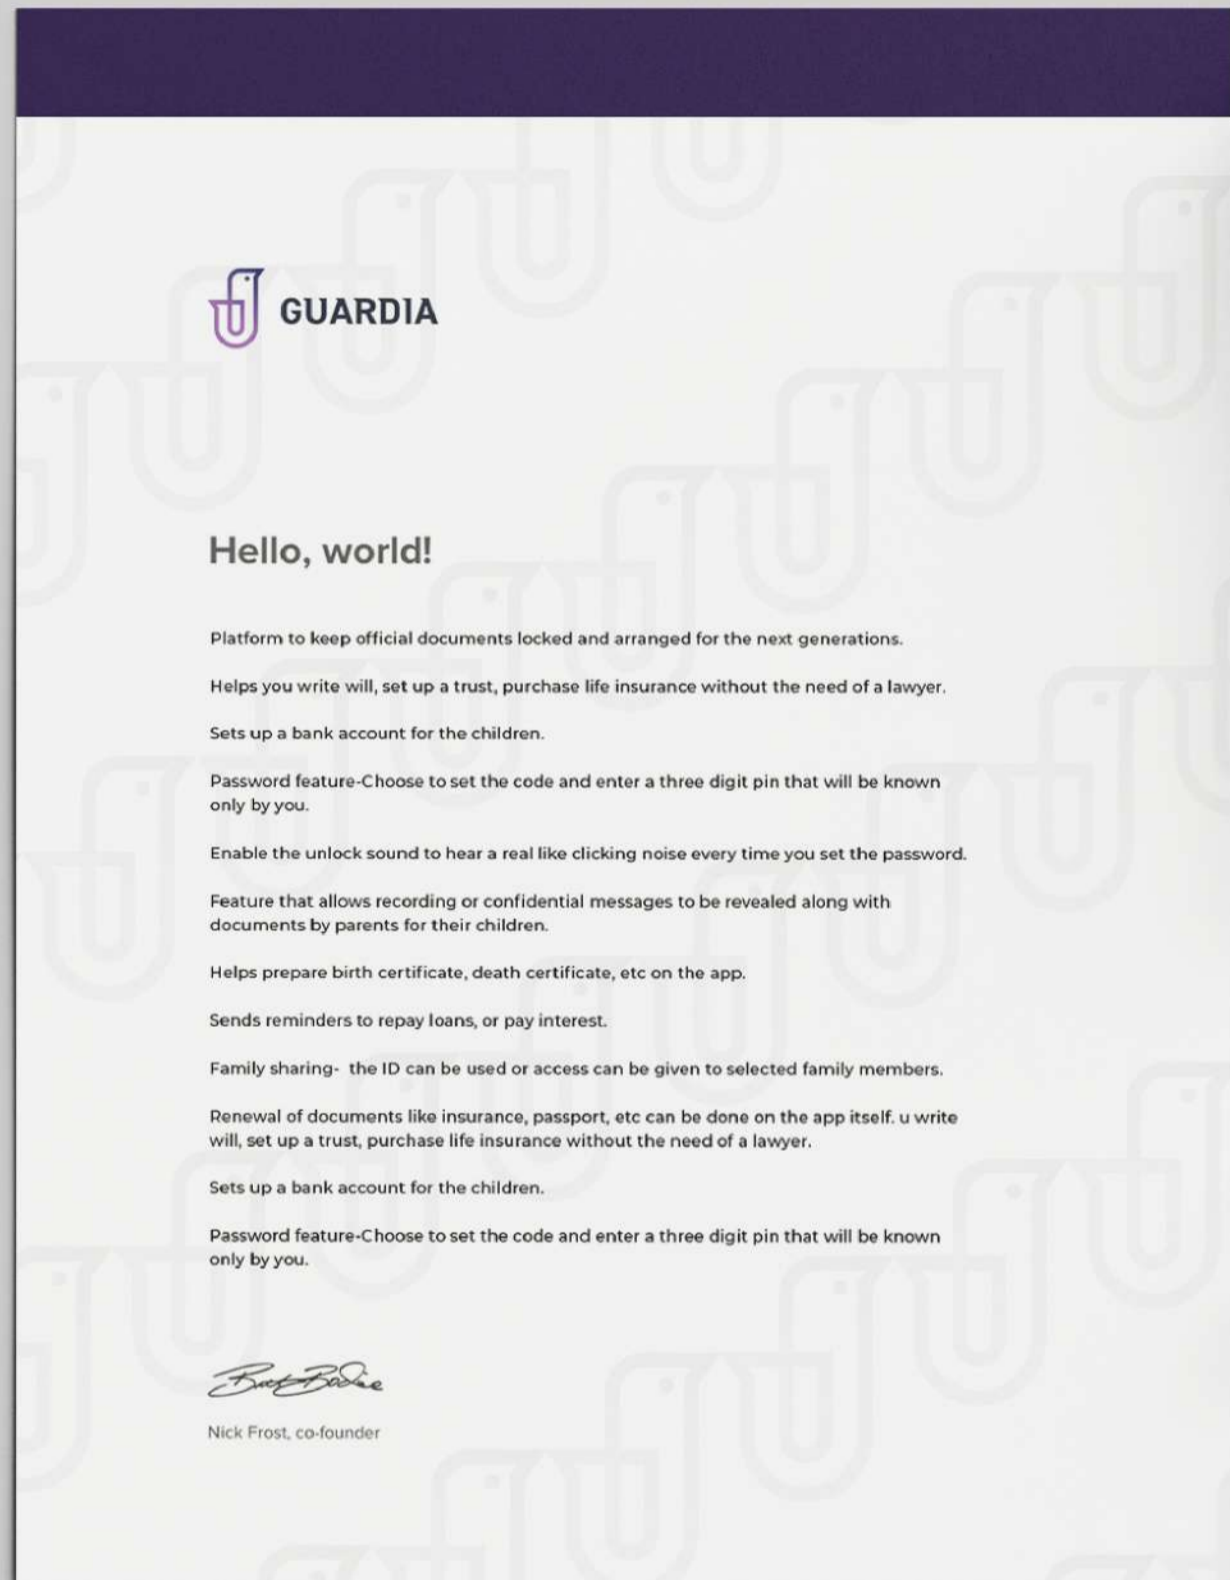 GUARDIA
Hello, world!
Platform to keep official documents locked and arranged for the next generations.
Helps you write will, set up a trust, purchase life insurance without the need of a lawyer.
Sets up a bank account for the children.
Password feature-Choose to set the code and enter a three digit pin that will be known
only by you.
Enable the unlock sound to hear a real like clicking noise every time you set the password.
Feature that allows recording or confidential messages to be revealed along with
documents by parents for their children.
Helps prepare birth certificate, death certificate, etc on the app.
Sends reminders to repay loans, or pay interest.
Family sharing-  the ID can be used or access can be given to selected family members.
Renewal of documents like insurance, passport, etc can be done on the app itself. u write
will, set up a trust, purchase life insurance without the need of a lawyer.
Sets up a bank account for the children.
Password feature-Choose to set the code and enter a three digit pin that will be known
only by you.
Nick Frost, co-founder